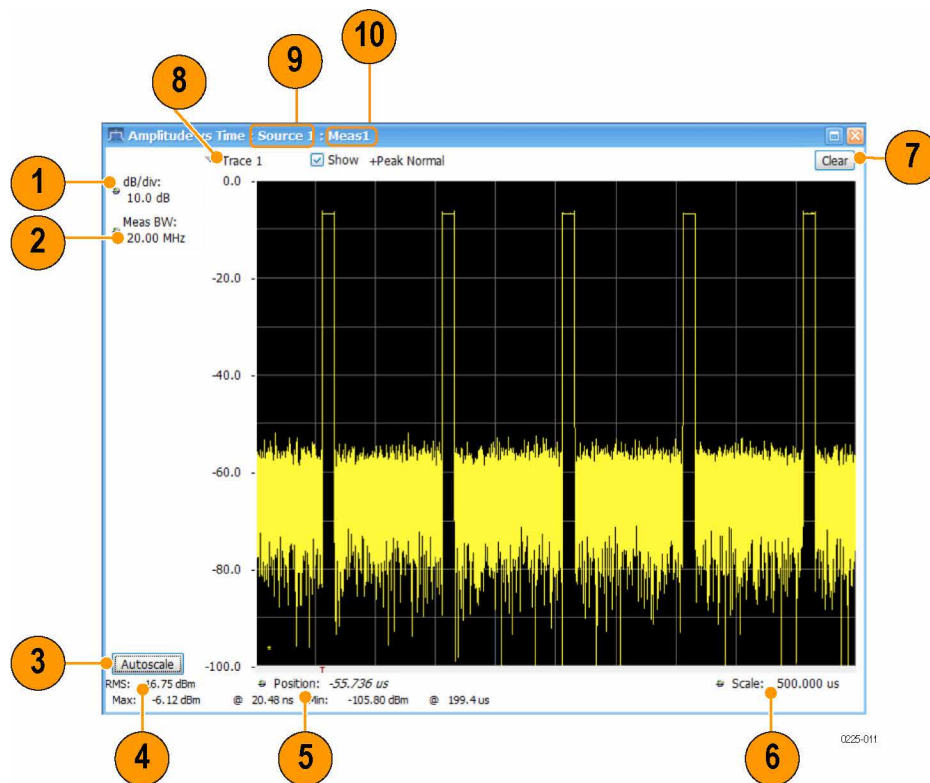 10
9
8
Amplitude vs Time : Source 1 : Meas1
Trace 1 Show +Peak Normal Clear
7
1
dB/div:
10.0 dB
0.0
2
Meas BW:
20.00 MHz
-20.0
-40.0
-60.0
-80.0
3
Autoscale
-100.0
T
RMS: -16.75 dBm
Position: -55.736 us
Scale: 500.000 us
Max: -6.12 dBm @ 20.48 ns Min: -105.80 dBm @ 199.4 us
4
5
6
0225-011